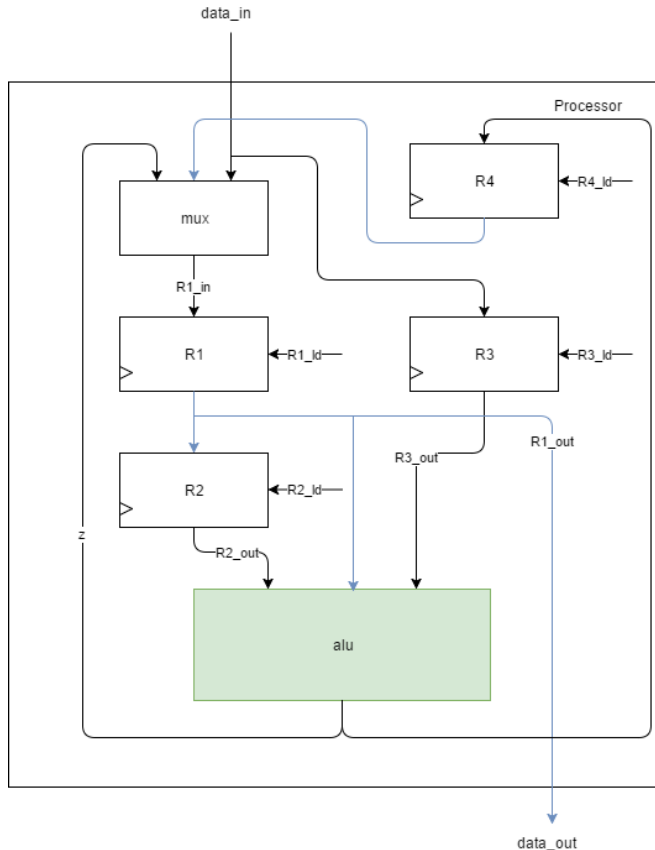 data_in
Processor
R4
R4_ld
mux
R1_in
R1
R1_ld
R3
R3_ld
R1_out
R3_out
R2
R2_ld
z
R2_out
alu
data_out